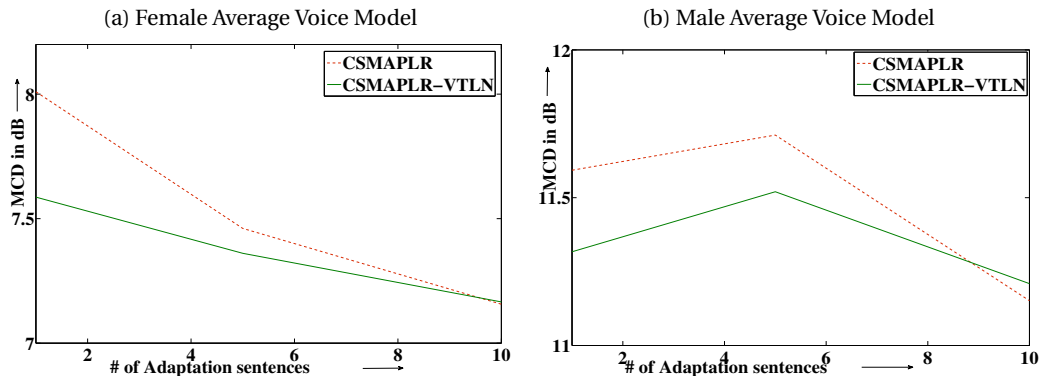 (a) Female Average Voice Model
CSMAPLR
CSMAPLR–VTLN
MCD in dB
8
7.5
7
2
4
6
8
10
# of Adaptation sentences
(b) Male Average Voice Model
CSMAPLR
CSMAPLR–VTLN
MCD in dB
12
11.5
11
2
4
6
8
10
# of Adaptation sentences